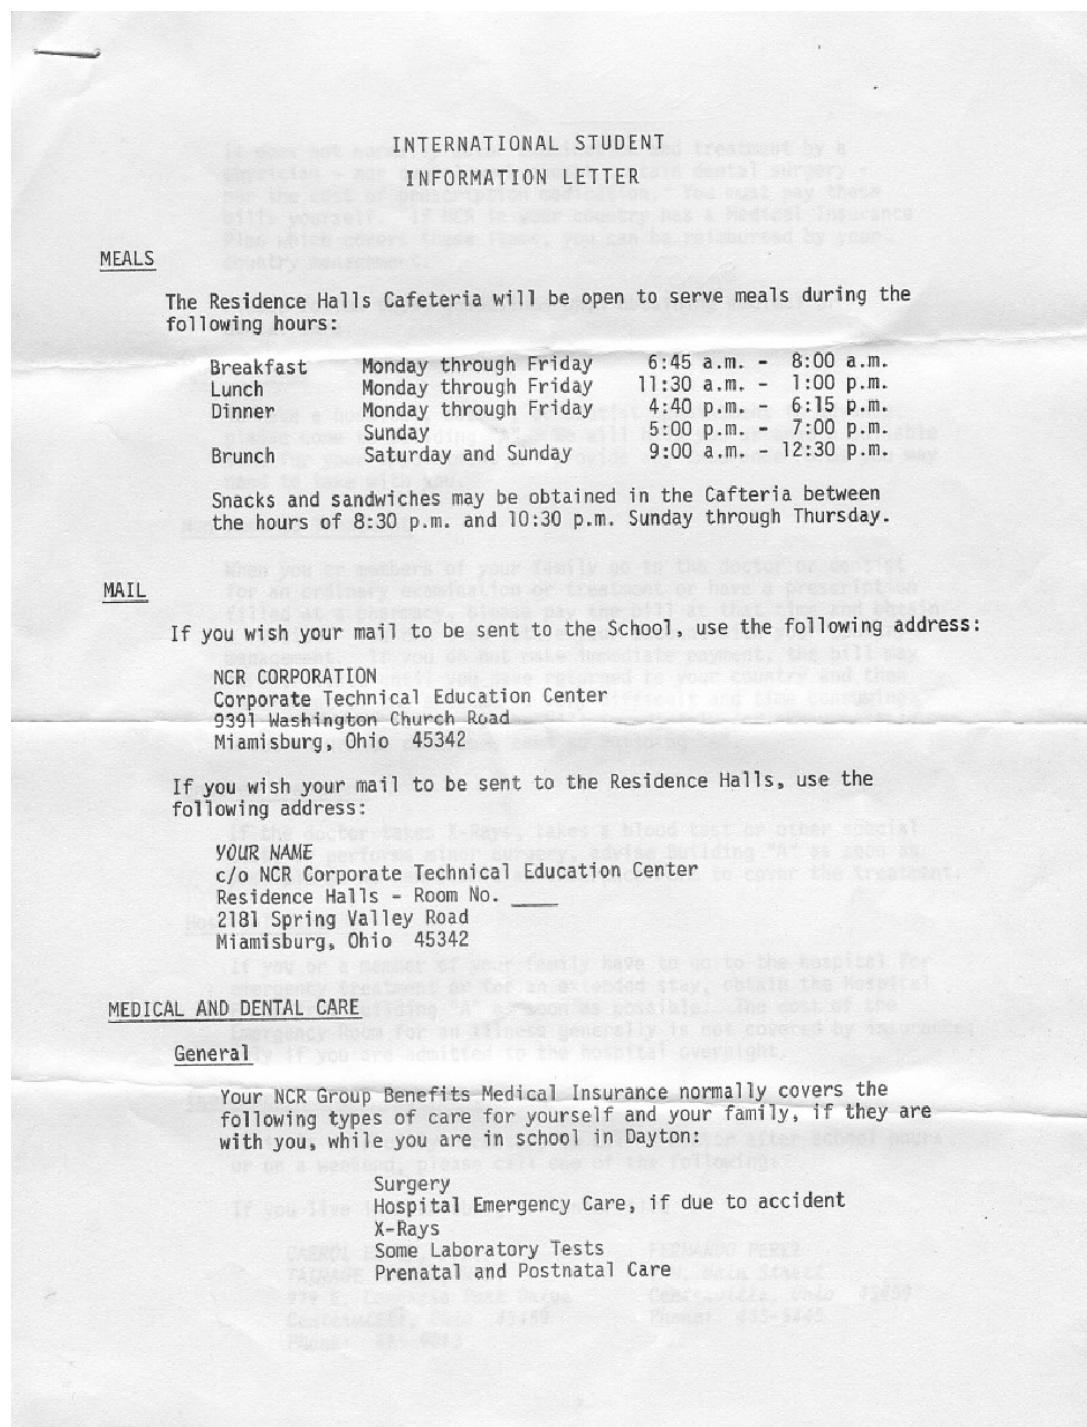 INTERNATIONAL STUDENT
INFORMATION LETTER
MEALS
The Residence Halls Cafeteria will be open to serve meals during the
following hours:
Breakfast Monday through Friday 6:45 a.m. - 8:00 a.m.
Lunch Monday through Friday 11:30 a.m. - 1:00 p.m.
Dinner Monday through Friday 4:40 p.m. - 6:15 p.m.
Sunday 5:00 p.m. - 7:00 p.m.
Brunch Saturday and Sunday 9:00 a.m. - 12:30 p.m.
Snacks and sandwiches may be obtained in the Cafteria between
the hours of 8:30 p.m. and 10:30 p.m. Sunday through Thursday.
MAIL
If you wish your mail to be sent to the School, use the following address:
NCR CORPORATION
Corporate Technical Education Center
9391 Washington Church Road
Miamisburg, Ohio 45342
If you wish your mail to be sent to the Residence Halls, use the
following address:
YOUR NAME
c/o NCR Corporate Technical Education Center
Residence Halls - Room No. ____
2181 Spring Valley Road
Miamisburg, Ohio 45342
MEDICAL AND DENTAL CARE
General
Your NCR Group Benefits Medical Insurance normally covers the
following types of care for yourself and your family, if they are
with you, while you are in school in Dayton:
Surgery
Hospital Emergency Care, if due to accident
X-Rays
Some Laboratory Tests
Prenatal and Postnatal Care